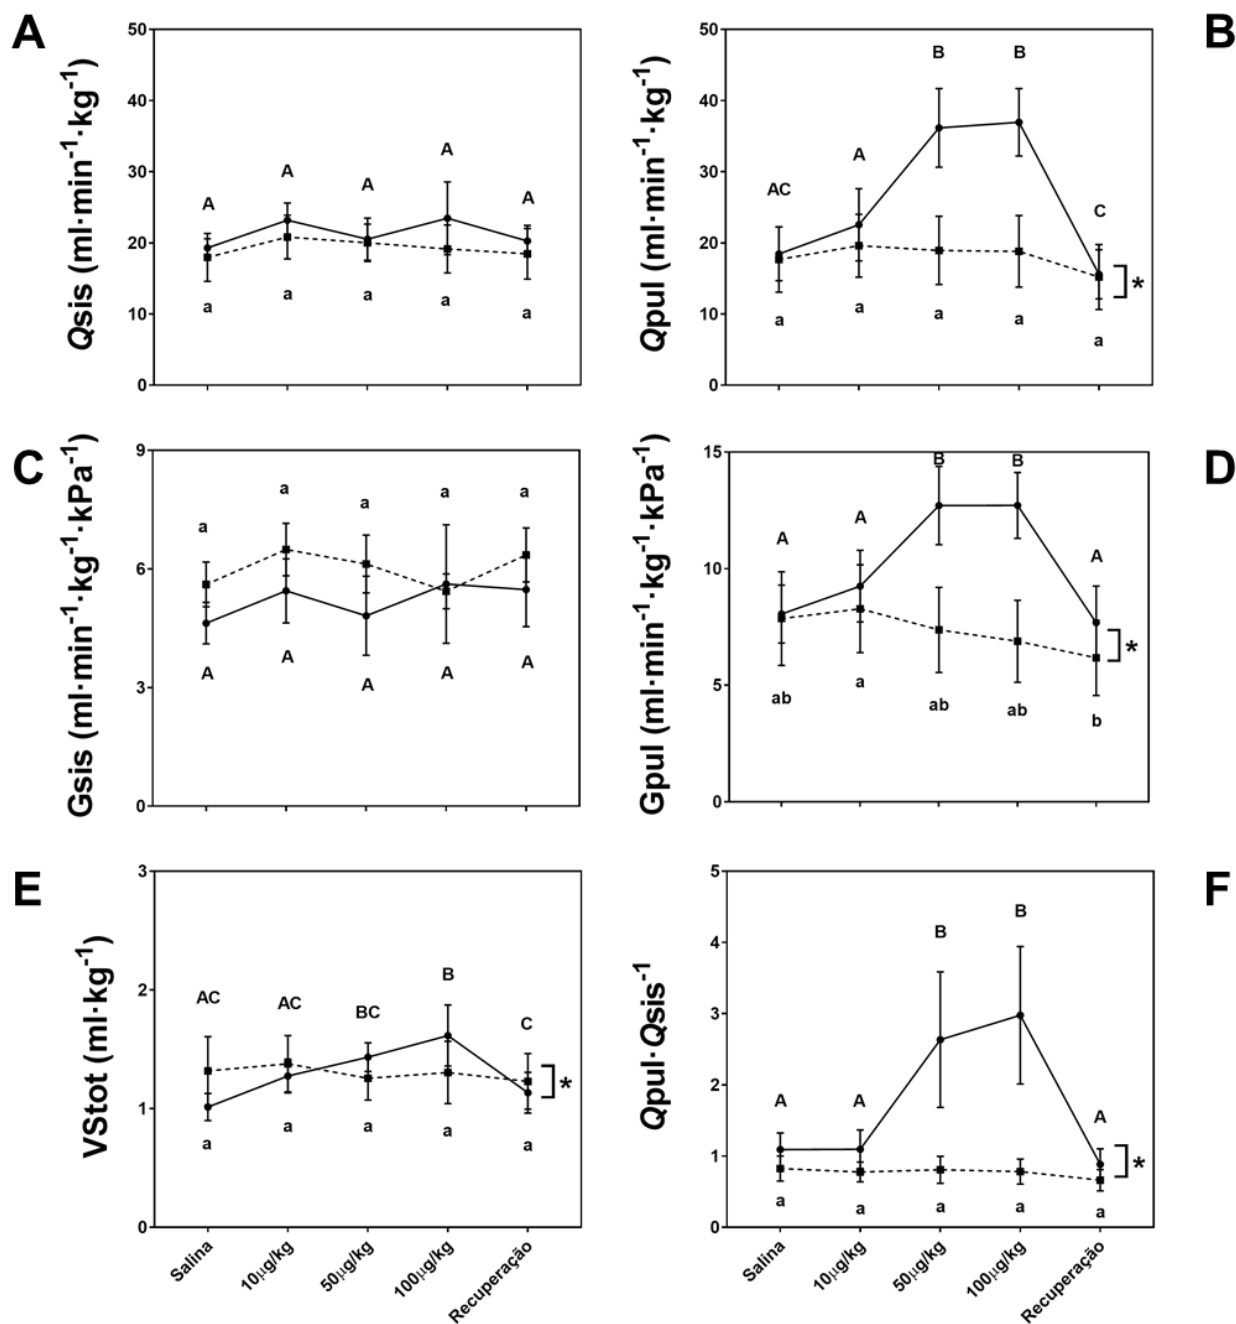 A
B
50
40
30
20
10
0
Qsis (ml·min⁻¹·kg⁻¹)
A
A
A
A
A
a
a
a
a
a
50
40
30
20
10
0
Qpul (ml·min⁻¹·kg⁻¹)
AC
A
B
B
C
a
a
a
a
a
*
C
D
9
6
3
0
Gsis (ml·min⁻¹·kg⁻¹·kPa⁻¹)
a
a
a
a
a
A
A
A
A
A
15
10
5
0
Gpul (ml·min⁻¹·kg⁻¹·kPa⁻¹)
A
A
B
B
A
ab
a
ab
ab
b
*
E
F
3
2
1
0
VStot (ml·kg⁻¹)
AC
AC
BC
B
C
a
a
a
a
a
*
Salina
10µg/kg
50µg/kg
100µg/kg
Recuperação
5
4
3
2
1
0
Qpul·Qsis⁻¹
A
A
B
B
A
a
a
a
a
a
*
Salina
10µg/kg
50µg/kg
100µg/kg
Recuperação